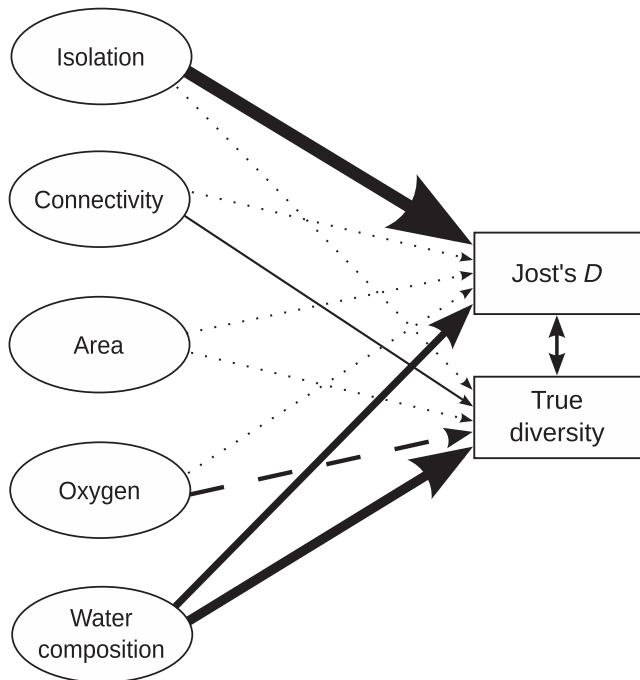 Isolation
Connectivity
Jost's D
Area
True
diversity
Oxygen
Water
composition